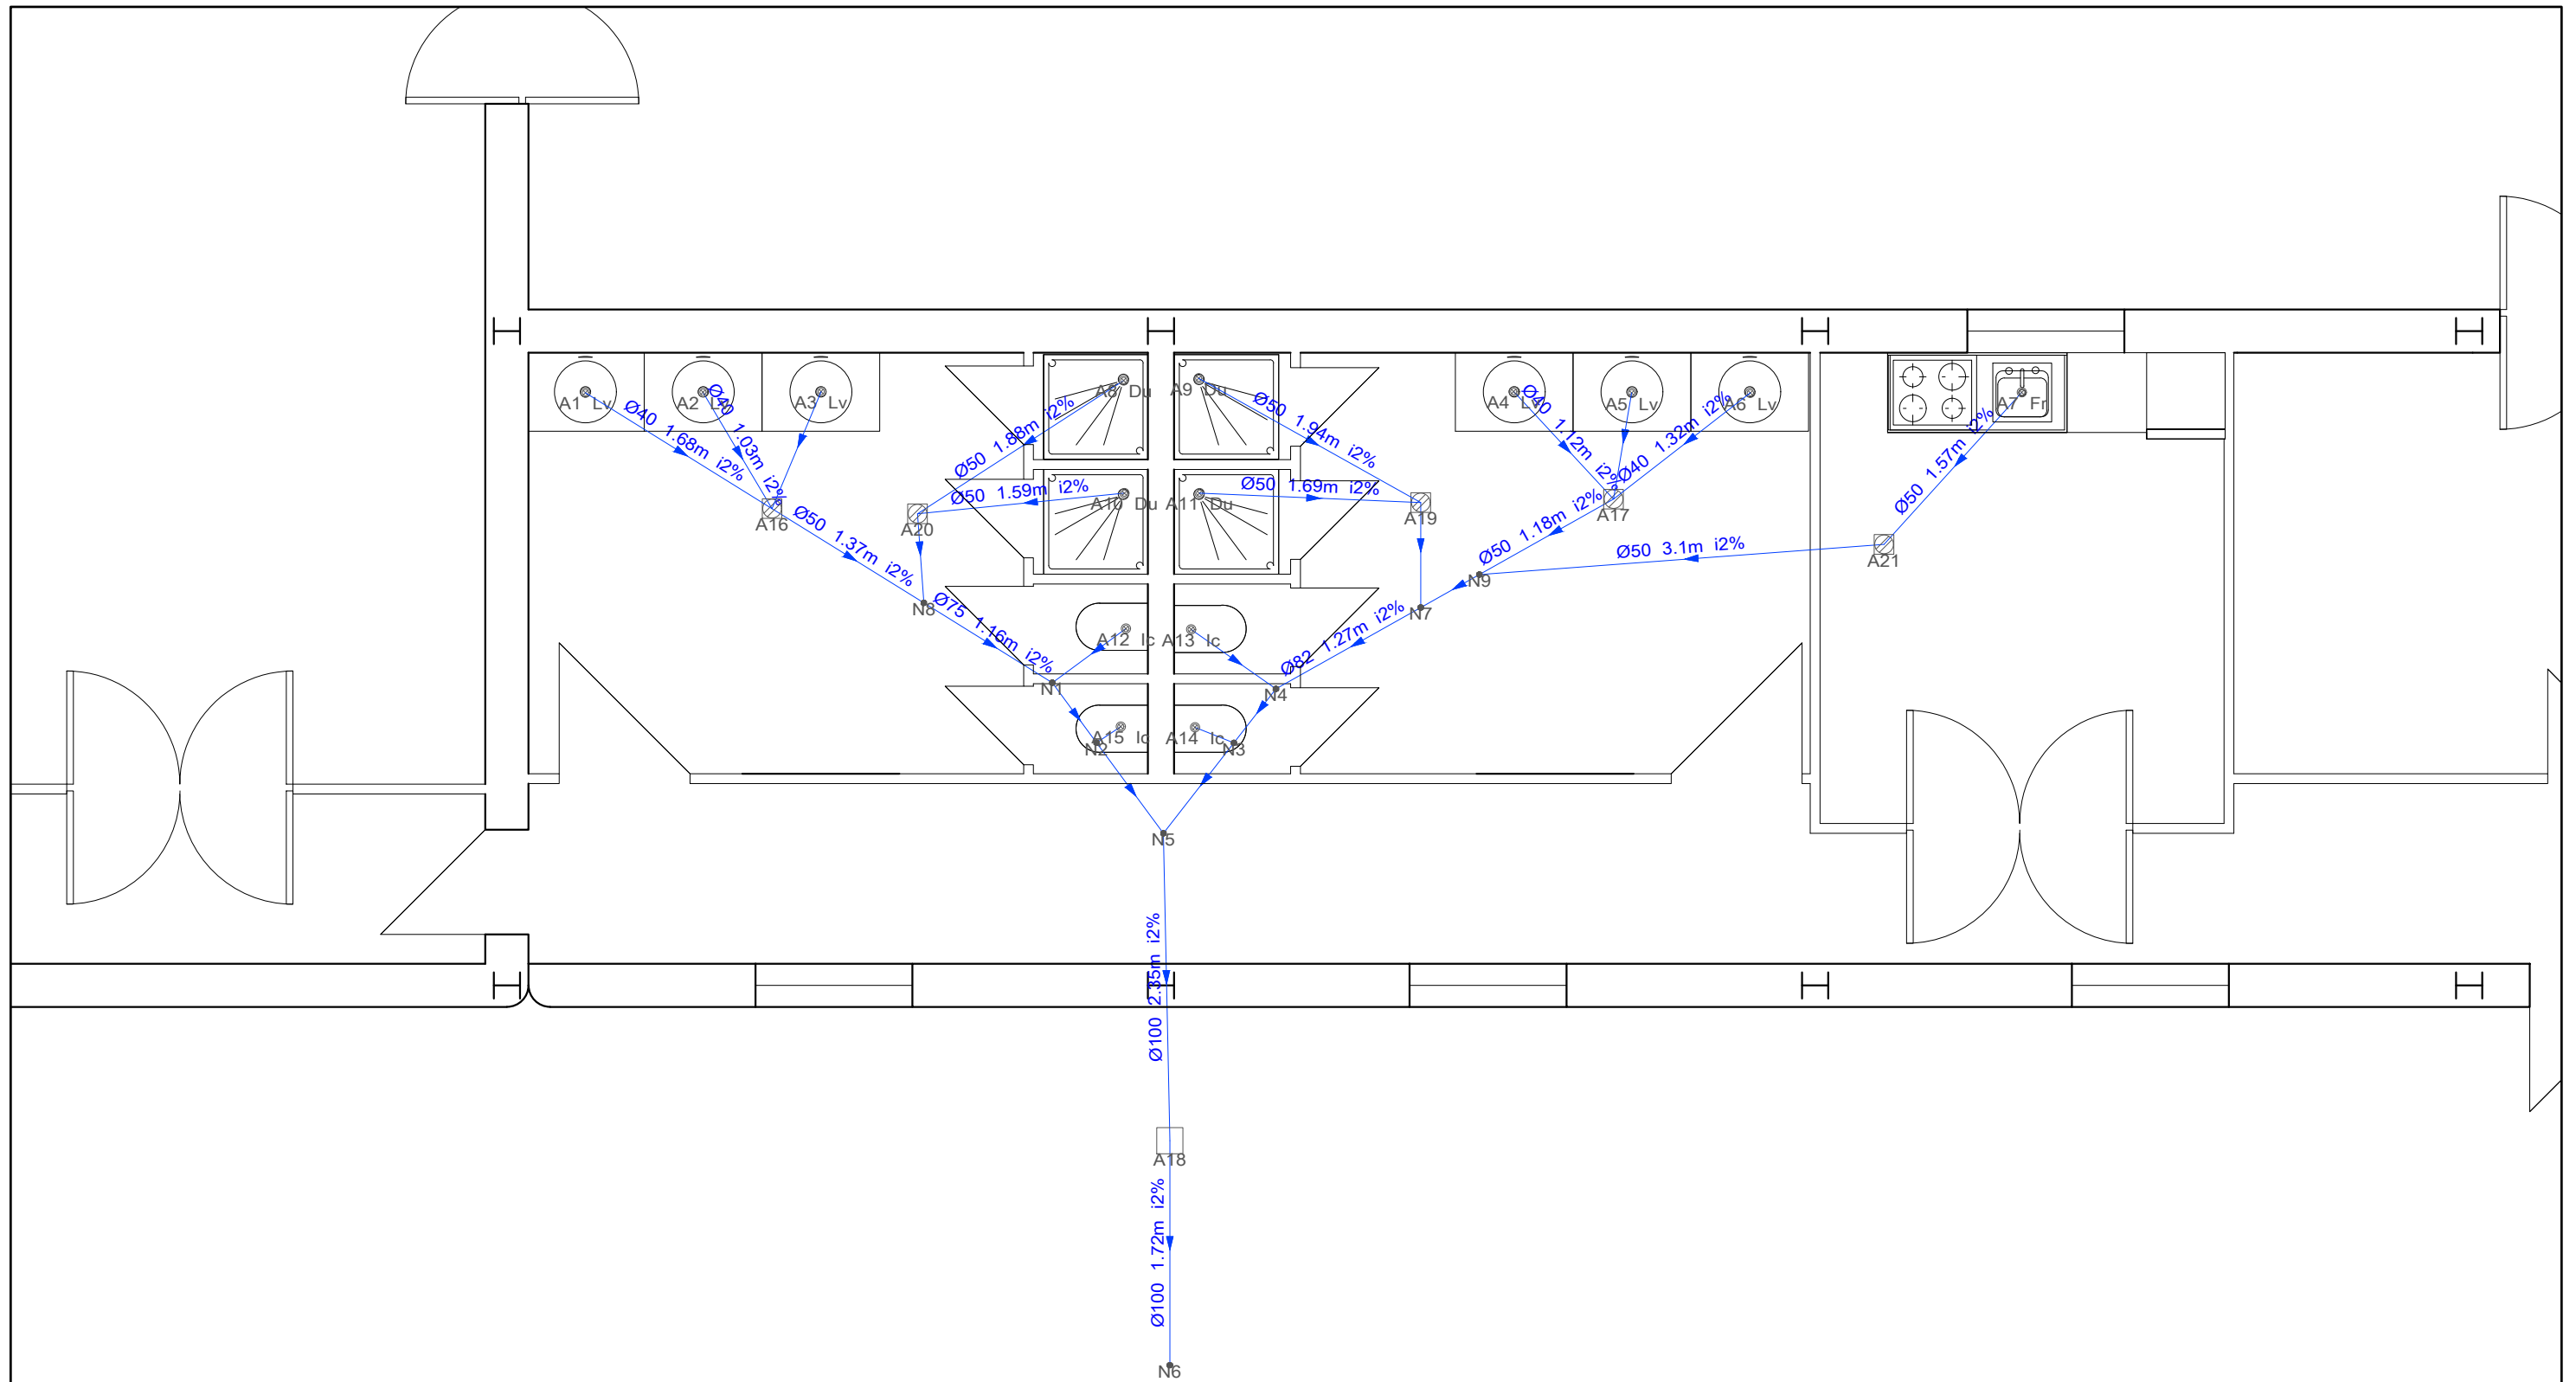 A1 Lv
A2 Lv
A3 Lv
A8 Du
A9 Du
A4 Lv
A5 Lv
A6 Lv
A7 Fr
Ø40 1.68m i2%
Ø40 1.03m i2%
Ø50 1.88m i2%
Ø50 1.94m i2%
Ø40 1.12m i2%
Ø40 1.32m i2%
Ø50 1.57m i2%
Ø50 1.59m i2%
Ø50 1.69m i2%
A10 Du
A11 Du
A16
A20
A19
A17
A21
Ø50 1.37m i2%
Ø50 1.18m i2%
Ø50 3.1m i2%
N8
N7
N9
Ø75 1.16m i2%
Ø82 1.27m i2%
A12 Ic
A13 Ic
N1
N4
A15 Ic
A14 Ic
N2
N3
N5
Ø100 2.35m i2%
A18
Ø100 1.72m i2%
N6